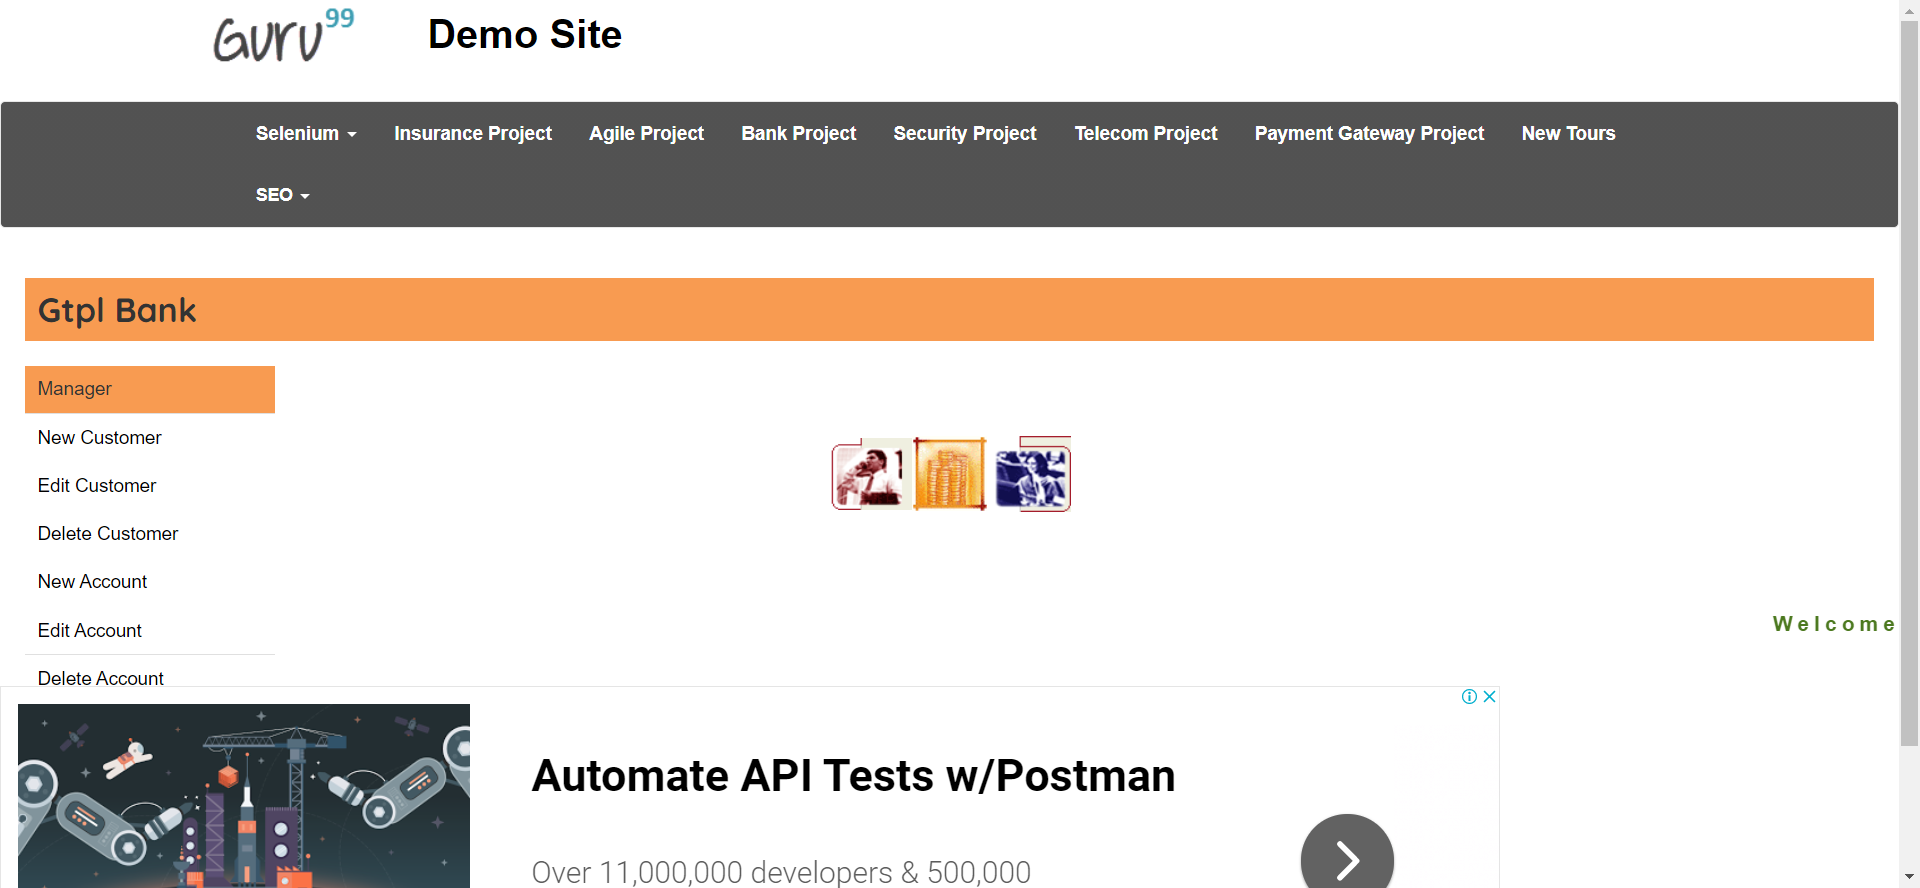 Guru99
Demo Site
Selenium
Insurance Project
Agile Project
Bank Project
Security Project
Telecom Project
Payment Gateway Project
New Tours
SEO
Gtpl Bank
Manager
New Customer
Edit Customer
Delete Customer
New Account
Edit Account
Welcome
Delete Account
Automate API Tests w/Postman
Over 11,000,000 developers & 500,000